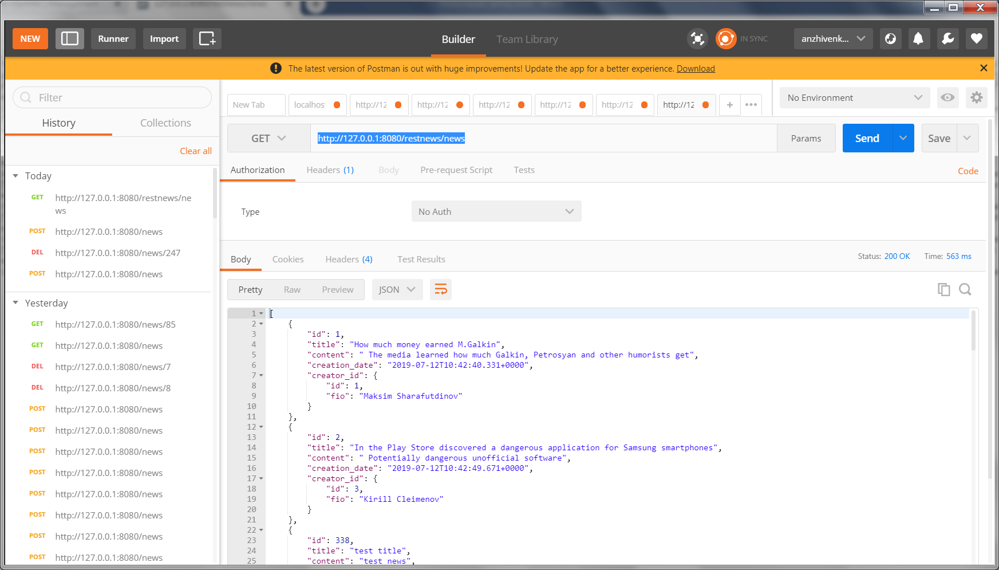 NEW
Runner
Import
Builder
Team Library
IN SYNC
anzhivenk...
The latest version of Postman is out with huge improvements! Update the app for a better experience. Download
Filter
History
Collections
Clear all
Today
GET http://127.0.0.1:8080/restnews/ne
ws
POST http://127.0.0.1:8080/news
DEL http://127.0.0.1:8080/news/247
POST http://127.0.0.1:8080/news
Yesterday
GET http://127.0.0.1:8080/news/85
GET http://127.0.0.1:8080/news
DEL http://127.0.0.1:8080/news/7
DEL http://127.0.0.1:8080/news/8
POST http://127.0.0.1:8080/news
POST http://127.0.0.1:8080/news
POST http://127.0.0.1:8080/news
POST http://127.0.0.1:8080/news
POST http://127.0.0.1:8080/news
POST http://127.0.0.1:8080/news
POST http://127.0.0.1:8080/news
POST http://127.0.0.1:8080/news
New Tab
localhos
http://12
http://12
http://12
http://12
http://12
http://12
No Environment
GET
http://127.0.0.1:8080/restnews/news
Params
Send
Save
Authorization
Headers (1)
Body
Pre-request Script
Tests
Code
Type
No Auth
Body
Cookies
Headers (4)
Test Results
Status: 200 OK
Time: 563 ms
Pretty
Raw
Preview
JSON
1 [
2 {
3 "id": 1,
4 "title": "How much money earned M.Galkin",
5 "content": " The media learned how much Galkin, Petrosyan and other humorists get",
6 "creation_date": "2019-07-12T10:42:40.331+0000",
7 "creator_id": {
8 "id": 1,
9 "fio": "Maksim Sharafutdinov"
10 }
11 },
12 {
13 "id": 2,
14 "title": "In the Play Store discovered a dangerous application for Samsung smartphones",
15 "content": " Potentially dangerous unofficial software",
16 "creation_date": "2019-07-12T10:42:49.671+0000",
17 "creator_id": {
18 "id": 3,
19 "fio": "Kirill Cleimenov"
20 }
21 },
22 {
23 "id": 338,
24 "title": "test title",
25 "content": "test news",